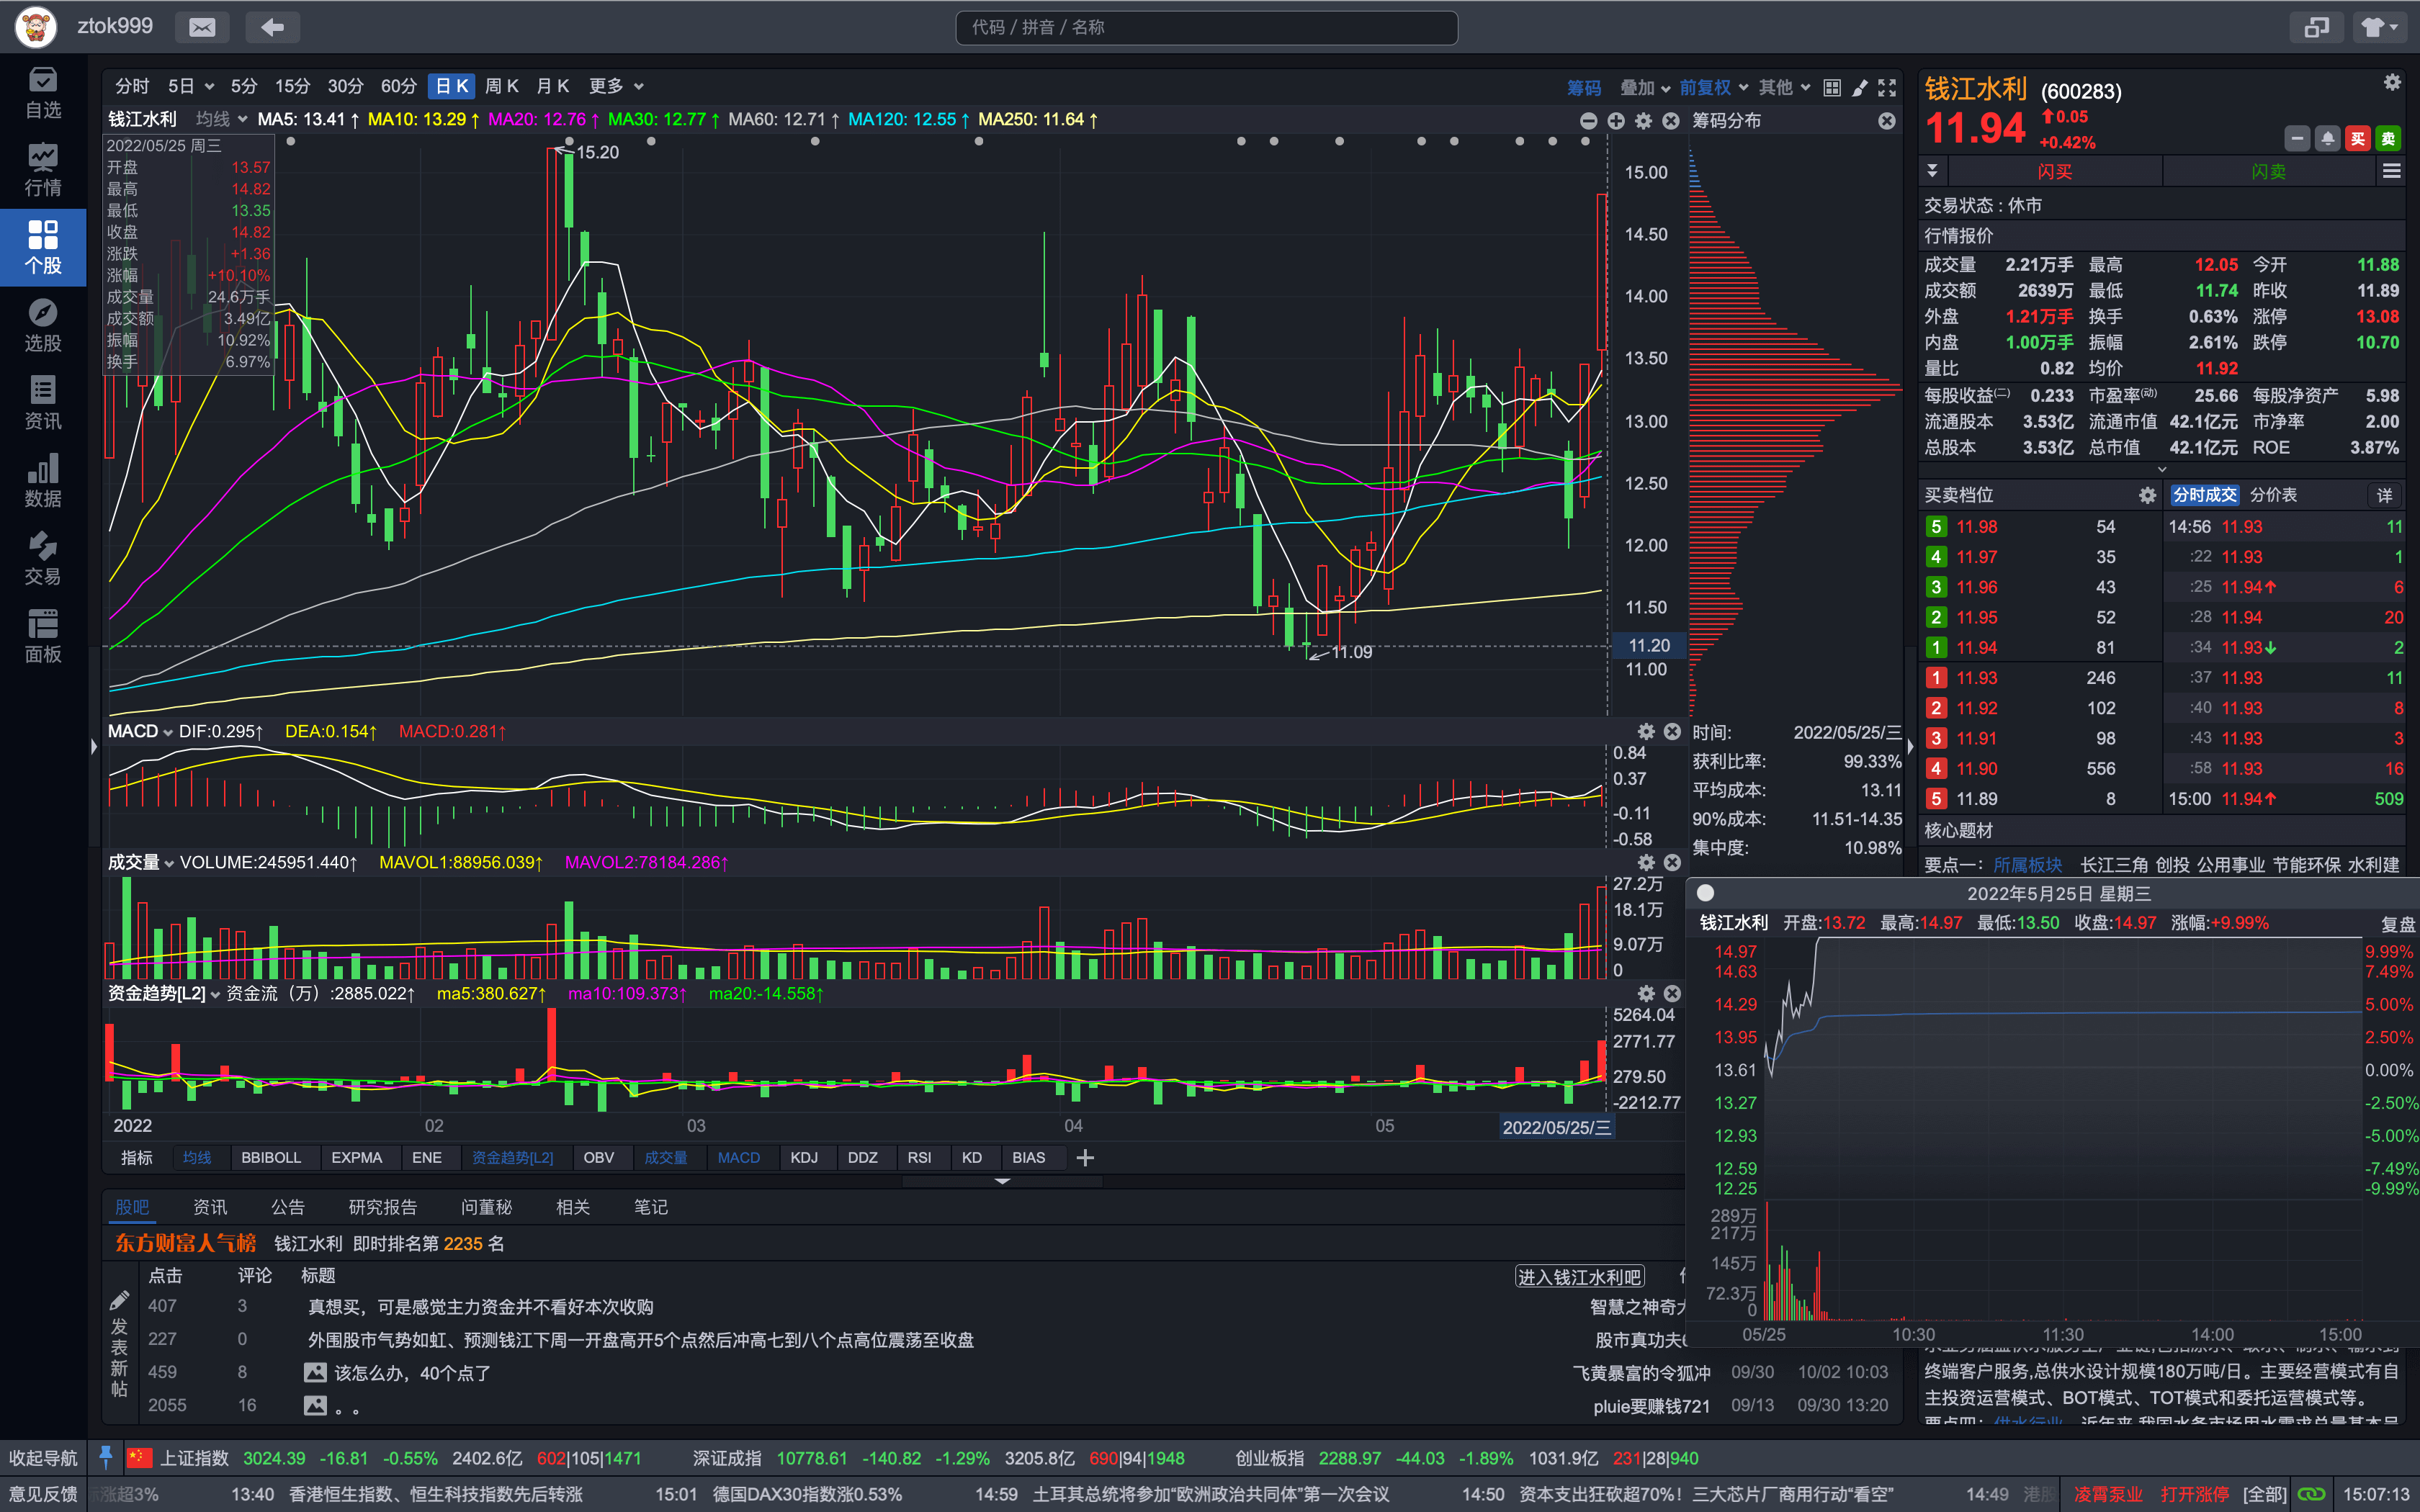 ztok999
代码 / 拼音 / 名称
自选
行情
个股
选股
资讯
数据
交易
面板
分时 5日 5分 15分 30分 60分 日K 周K 月K 更多 筹码 叠加 前复权 其他
钱江水利 均线 MA5: 13.41↑ MA10: 13.29↑ MA20: 12.76↑ MA30: 12.77↑ MA60: 12.71↑ MA120: 12.55↑ MA250: 11.64↑
筹码分布
2022/05/25 周三
开盘 13.57
最高 14.82
最低 13.35
收盘 14.82
涨跌 +1.36
涨幅 +10.10%
成交量 24.6万手
成交额 3.49亿
振幅 10.92%
换手 6.97%
15.20
11.09
15.00
14.50
14.00
13.50
13.00
12.50
12.00
11.50
11.20
11.00
MACD DIF:0.295↑ DEA:0.154↑ MACD:0.281↑
0.84
0.37
-0.11
-0.58
成交量 VOLUME:245951.440↑ MAVOL1:88956.039↑ MAVOL2:78184.286↑
27.2万
18.1万
9.07万
0
资金趋势[L2] 资金流（万）:2885.022↑ ma5:380.627↑ ma10:109.373↑ ma20:-14.558↑
5264.04
2771.77
279.50
-2212.77
2022 02 03 04 05 2022/05/25/三
指标 均线 BBIBOLL EXPMA ENE 资金趋势[L2] OBV 成交量 MACD KDJ DDZ RSI KD BIAS
时间: 2022/05/25/三
获利比率: 99.33%
平均成本: 13.11
90%成本: 11.51-14.35
集中度: 10.98%
钱江水利 (600283)
11.94 0.05
+0.42%
买 卖
闪买 闪卖
交易状态 : 休市
行情报价
成交量 2.21万手 最高 12.05 今开 11.88
成交额 2639万 最低 11.74 昨收 11.89
外盘 1.21万手 换手 0.63% 涨停 13.08
内盘 1.00万手 振幅 2.61% 跌停 10.70
量比 0.82 均价 11.92
每股收益(二) 0.233 市盈率(动) 25.66 每股净资产 5.98
流通股本 3.53亿 流通市值 42.1亿元 市净率 2.00
总股本 3.53亿 总市值 42.1亿元 ROE 3.87%
买卖档位 分时成交 分价表 详
5 11.98 54 14:56 11.93 11
4 11.97 35 :22 11.93 1
3 11.96 43 :25 11.94↑ 6
2 11.95 52 :28 11.94 20
1 11.94 81 :34 11.93↓ 2
1 11.93 246 :37 11.93 11
2 11.92 102 :40 11.93 8
3 11.91 98 :43 11.93 3
4 11.90 556 :58 11.93 16
5 11.89 8 15:00 11.94↑ 509
核心题材
要点一： 所属板块 长江三角 创投 公用事业 节能环保 水利建
2022年5月25日 星期三
钱江水利 开盘:13.72 最高:14.97 最低:13.50 收盘:14.97 涨幅:+9.99% 复盘
14.97 9.99%
14.63 7.49%
14.29 5.00%
13.95 2.50%
13.61 0.00%
13.27 -2.50%
12.93 -5.00%
12.59 -7.49%
12.25 -9.99%
289万
217万
145万
72.3万
0
05/25 10:30 11:30 14:00 15:00
终端客户服务,总供水设计规模180万吨/日。主要经营模式有自
主投资运营模式、BOT模式、TOT模式和委托运营模式等。
要点四： 供水行业 近年来,我国水务市场用水需求总量基本呈
股吧 资讯 公告 研究报告 问董秘 相关 笔记
东方财富人气榜 钱江水利 即时排名第 2235 名
发表新帖
点击 评论 标题 进入钱江水利吧
407 3 真想买，可是感觉主力资金并不看好本次收购 智慧之神奇
227 0 外围股市气势如虹、预测钱江下周一开盘高开5个点然后冲高七到八个点高位震荡至收盘 股市真功夫
459 8 该怎么办，40个点了 飞黄暴富的令狐冲 09/30 10/02 10:03
2055 16 。。 pluie要赚钱721 09/13 09/30 13:20
收起导航 上证指数 3024.39 -16.81 -0.55% 2402.6亿 602|105|1471 深证成指 10778.61 -140.82 -1.29% 3205.8亿 690|94|1948 创业板指 2288.97 -44.03 -1.89% 1031.9亿 231|28|940
意见反馈 涨超3% 13:40 香港恒生指数、恒生科技指数先后转涨 15:01 德国DAX30指数涨0.53% 14:59 土耳其总统将参加“欧洲政治共同体”第一次会议 14:50 资本支出狂砍超70%！三大芯片厂商用行动“看空” 14:49 港股 凌霄泵业 打开涨停 [全部] 15:07:13